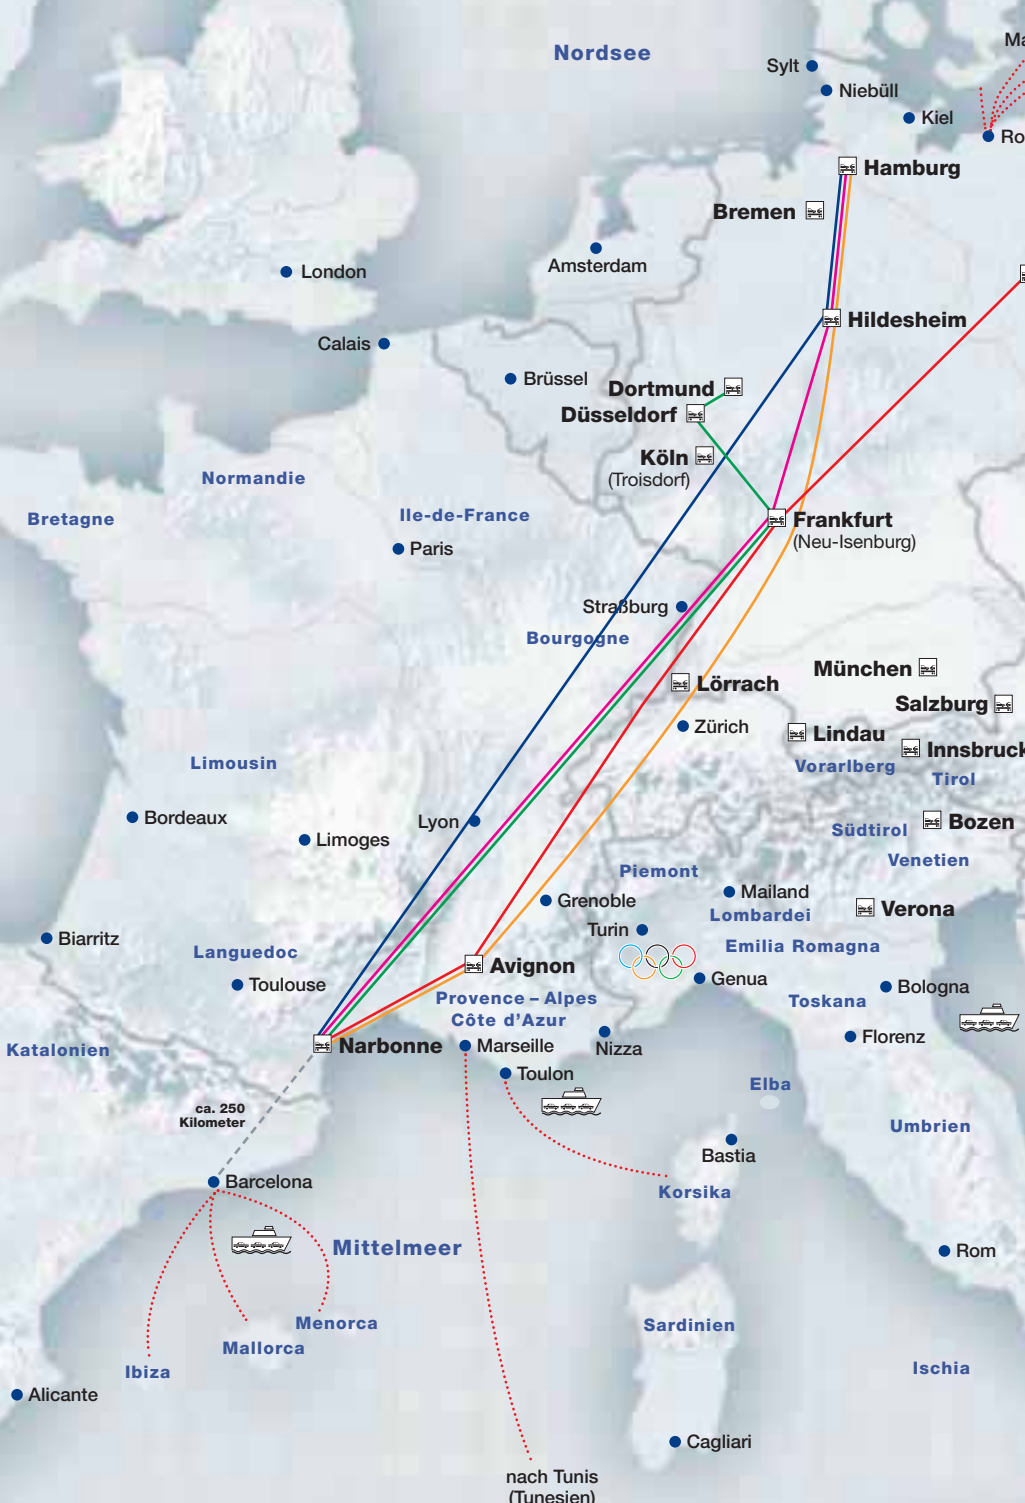 Nordsee
Ma
Sylt
Niebüll
Kiel
Ro
Hamburg
Bremen
Amsterdam
London
Hildesheim
Calais
Brüssel
Dortmund
Düsseldorf
Köln
(Troisdorf)
Normandie
Ile-de-France
Bretagne
Frankfurt
(Neu-Isenburg)
Paris
Straßburg
Bourgogne
München
Lörrach
Salzburg
Zürich
Lindau
Innsbruck
Limousin
Vorarlberg
Tirol
Bordeaux
Lyon
Bozen
Südtirol
Limoges
Venetien
Piemont
Mailand
Grenoble
Verona
Lombardei
Turin
Biarritz
Emilia Romagna
Languedoc
Avignon
Genua
Toulouse
Bologna
Provence – Alpes
Côte d’Azur
Toskana
Florenz
Narbonne
Marseille
Nizza
Katalonien
Toulon
Elba
ca. 250
Kilometer
Umbrien
Bastia
Barcelona
Korsika
Mittelmeer
Rom
Menorca
Sardinien
Mallorca
Ibiza
Ischia
Alicante
Cagliari
nach Tunis
(Tunesien)